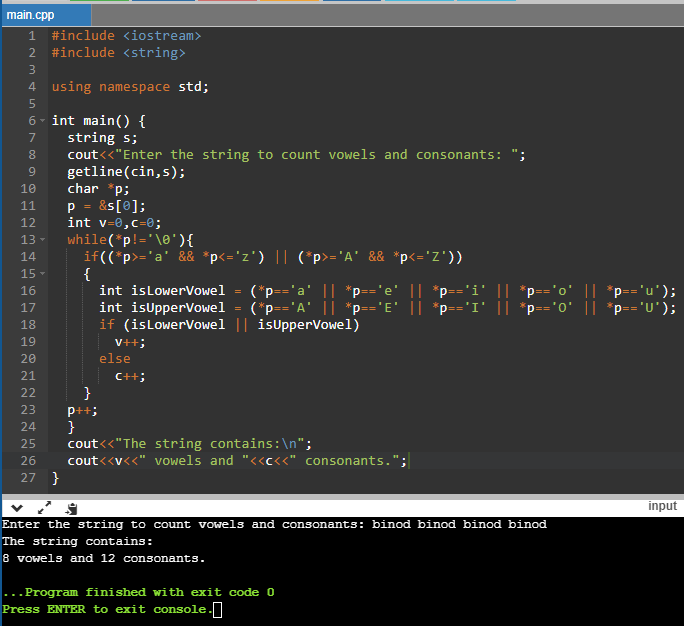 main.cpp
1 #include <iostream>
2 #include <string>
3
4 using namespace std;
5
6 int main() {
7 string s;
8 cout<<"Enter the string to count vowels and consonants: ";
9 getline(cin,s);
10 char *p;
11 p = &s[0];
12 int v=0,c=0;
13 while(*p!='\0'){
14 if((*p>='a' && *p<='z') || (*p>='A' && *p<='Z'))
15 {
16 int isLowerVowel = (*p=='a' || *p=='e' || *p=='i' || *p=='o' || *p=='u');
17 int isUpperVowel = (*p=='A' || *p=='E' || *p=='I' || *p=='O' || *p=='U');
18 if (isLowerVowel || isUpperVowel)
19 v++;
20 else
21 c++;
22 }
23 p++;
24 }
25 cout<<"The string contains:\n";
26 cout<<v<<" vowels and "<<c<<" consonants.";
27 }
input
Enter the string to count vowels and consonants: binod binod binod binod
The string contains:
8 vowels and 12 consonants.
...Program finished with exit code 0
Press ENTER to exit console.